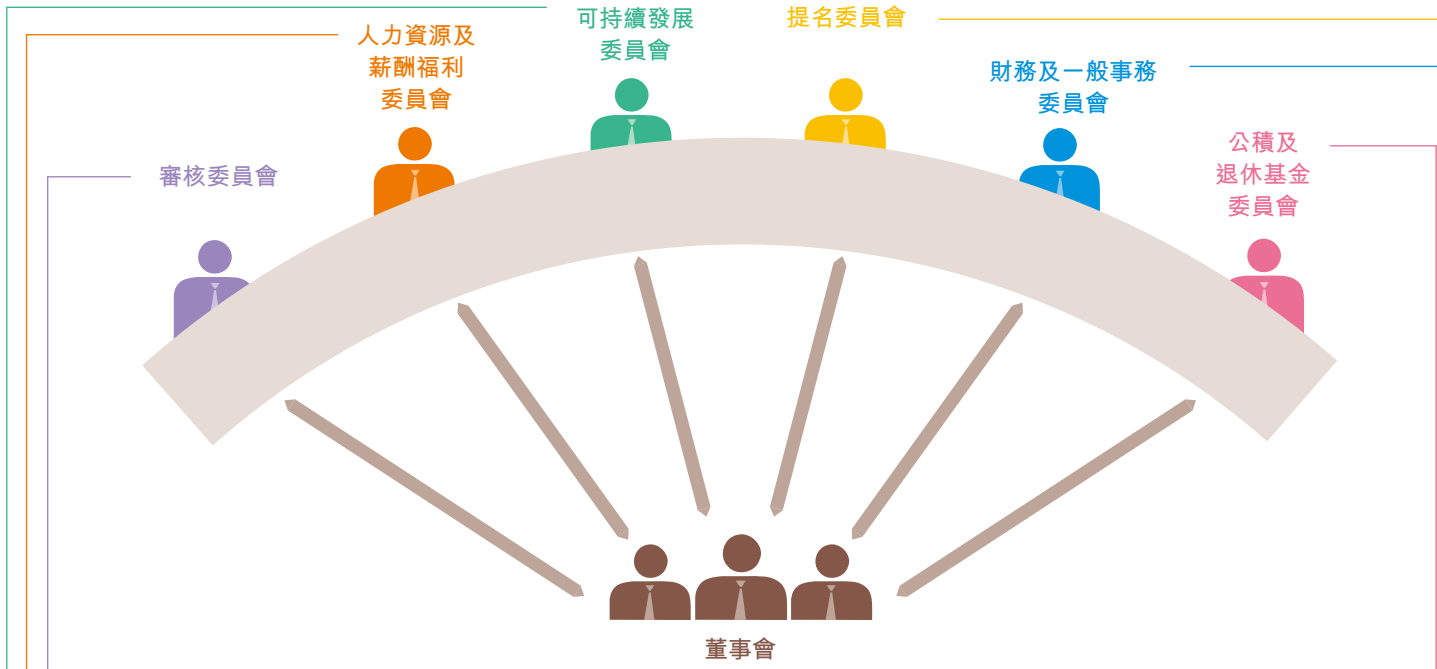 審核委員會
人力資源及
薪酬福利
委員會
可持續發展
委員會
提名委員會
財務及一般事務
委員會
公積及
退休基金
委員會
董事會